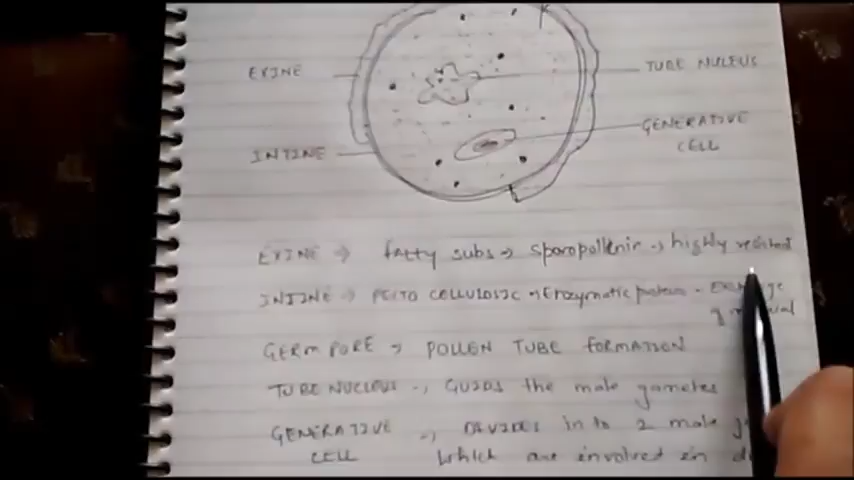 EXINE
TUBE NUCLEUS
INTINE
GENERATIVE
CELL
EXINE → fatty subs → sporopollenin → highly resistant
INTINE → PECTO CELLULOSIC → Enzymatic protein -
GERM PORE → POLLEN TUBE FORMATION
TUBE NUCLEUS → GUIDS the male gametes
GENERATIVE → DIVIDES in to 2 male
CELL which are involved in